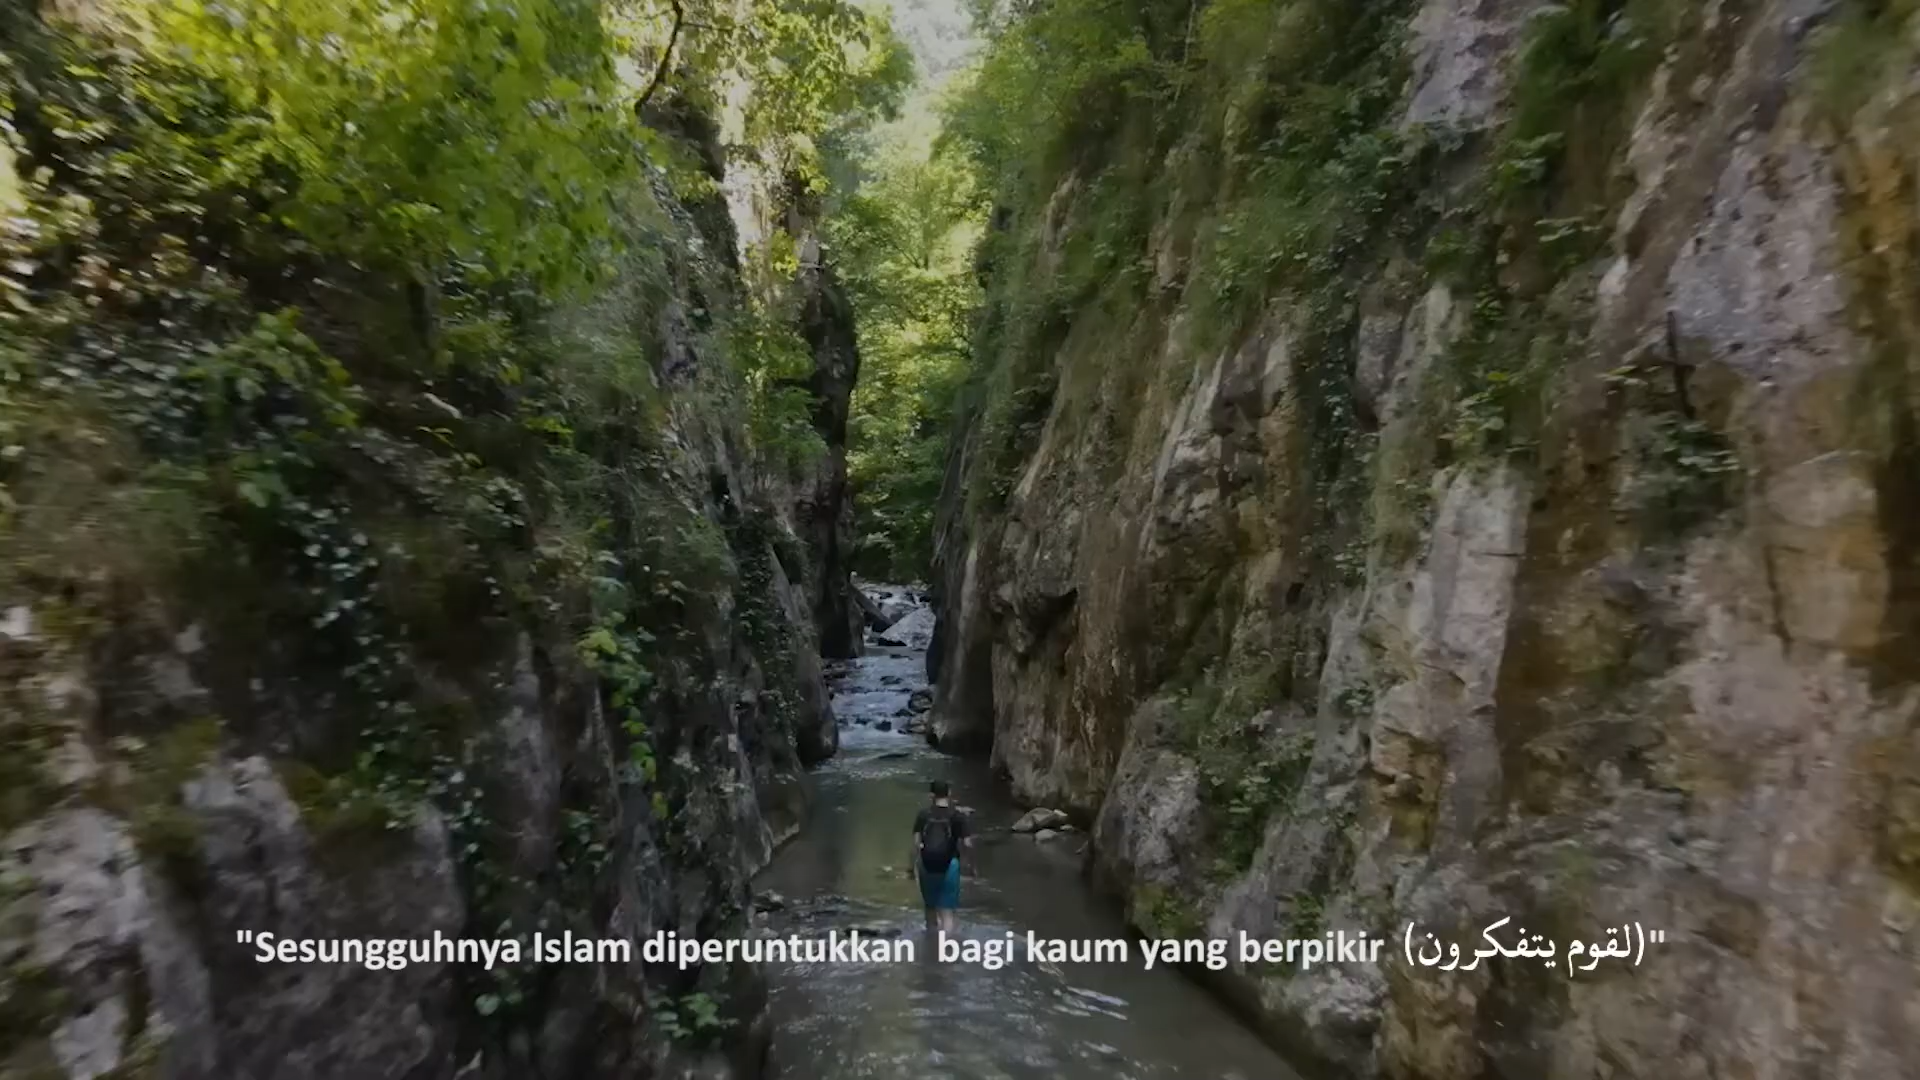 "Sesungguhnya Islam diperuntukkan  bagi kaum yang berpikir (لقوم يتفكرون)"